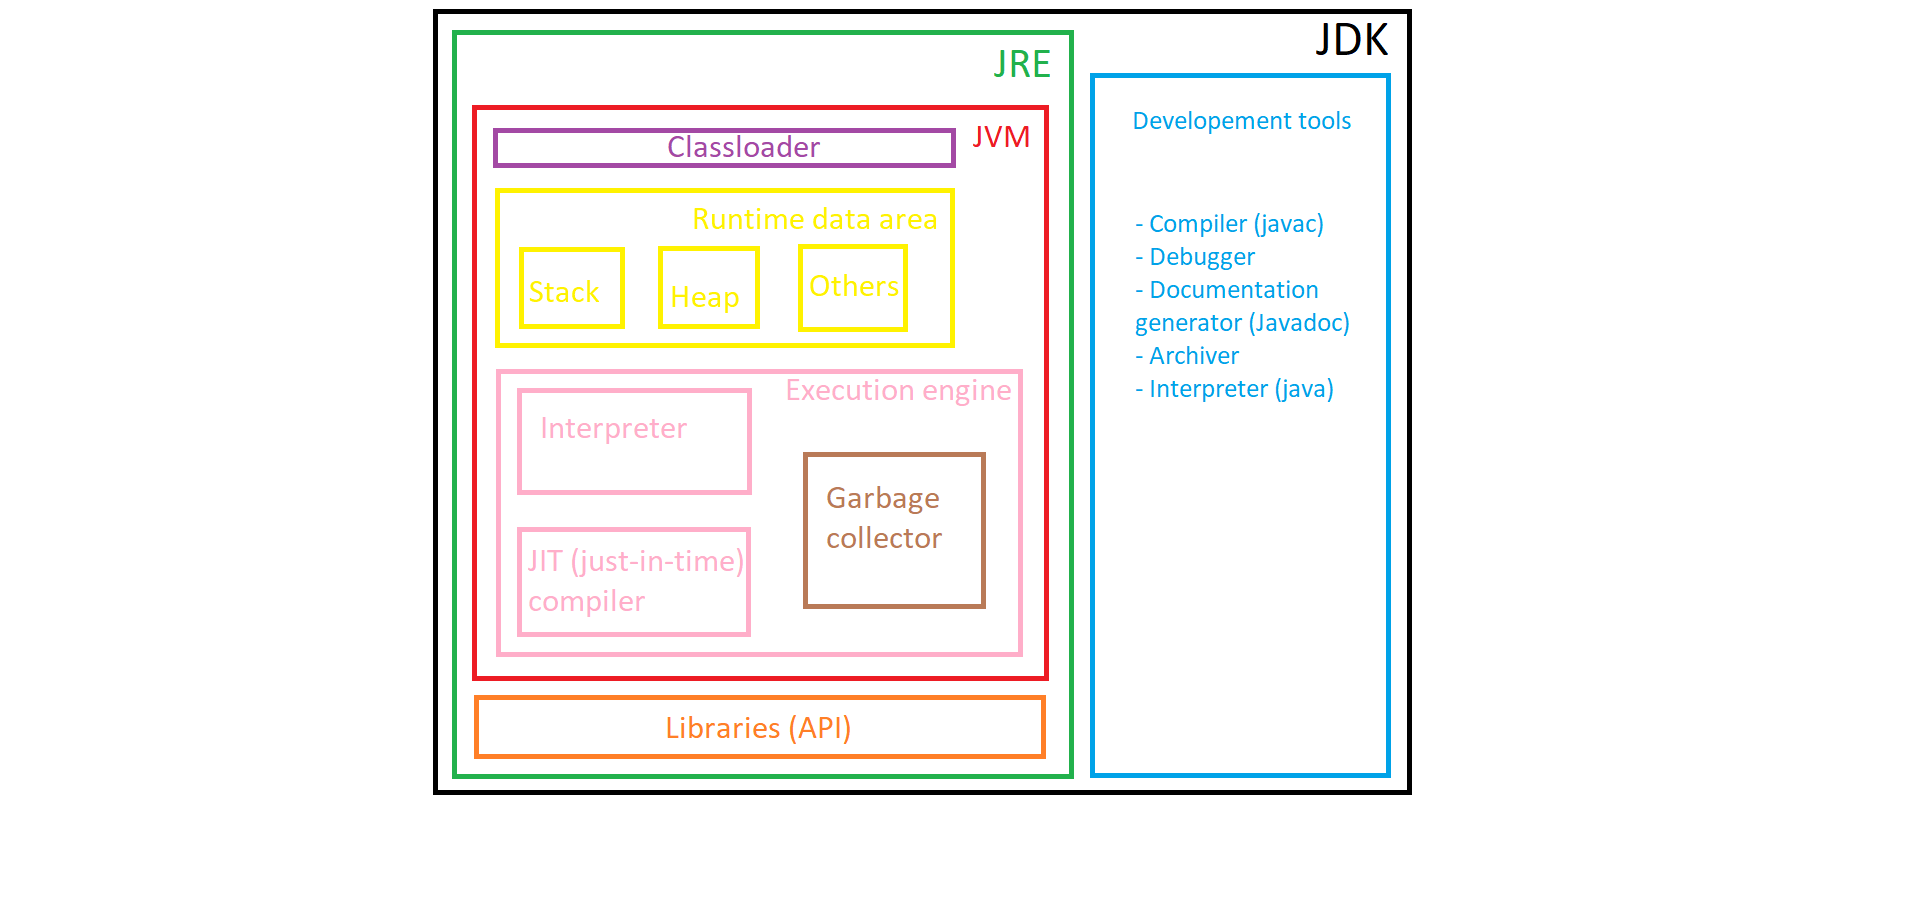 JDK
JRE
JVM
Classloader
Runtime data area
Stack
Heap
Others
Execution engine
Interpreter
JIT (just-in-time)
compiler
Garbage
collector
Libraries (API)
Developement tools
- Compiler (javac)
- Debugger
- Documentation
generator (Javadoc)
- Archiver
- Interpreter (java)